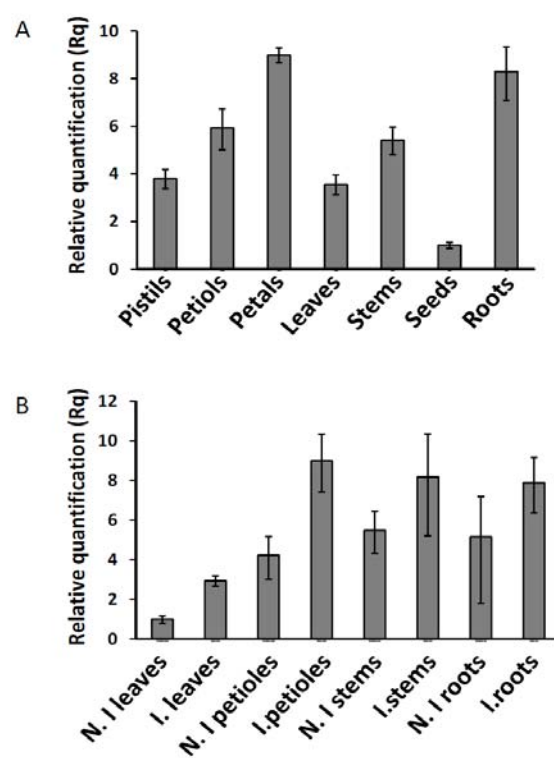 A
Relative quantification (Rq)
10
8
6
4
2
0
Pistils
Petiols
Petals
Leaves
Stems
Seeds
Roots
B
Relative quantification (Rq)
12
10
8
6
4
2
0
N. I leaves
I. leaves
N. I petioles
I.petioles
N. I stems
I.stems
N. I roots
I.roots